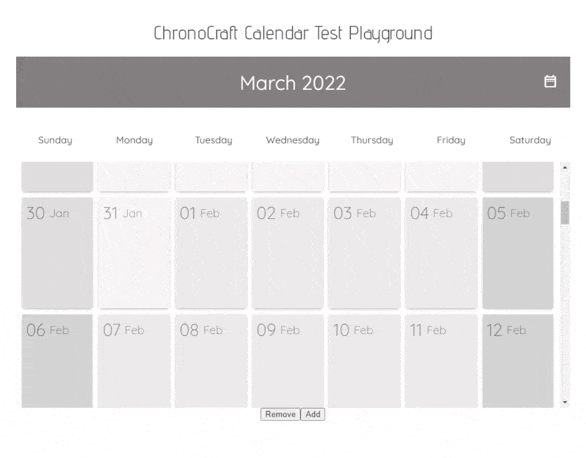 ChronoCraft Calendar Test Playground
March 2022
Sunday Monday Tuesday Wednesday Thursday Friday Saturday
30 Jan 31 Jan 01 Feb 02 Feb 03 Feb 04 Feb 05 Feb
06 Feb 07 Feb 08 Feb 09 Feb 10 Feb 11 Feb 12 Feb
Remove Add